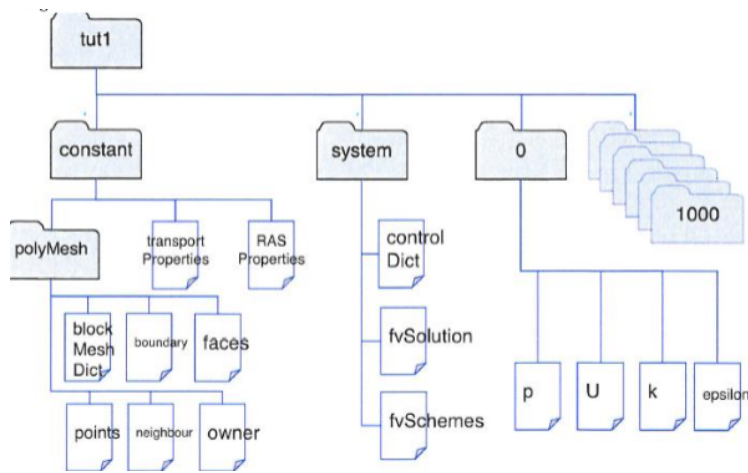 tut1
constant
system
0
1000
polyMesh
transport
Properties
RAS
Properties
control
Dict
block
Mesh
Dict
boundary
faces
fvSolution
p
U
k
epsilon
points
neighbour
owner
fvSchemes